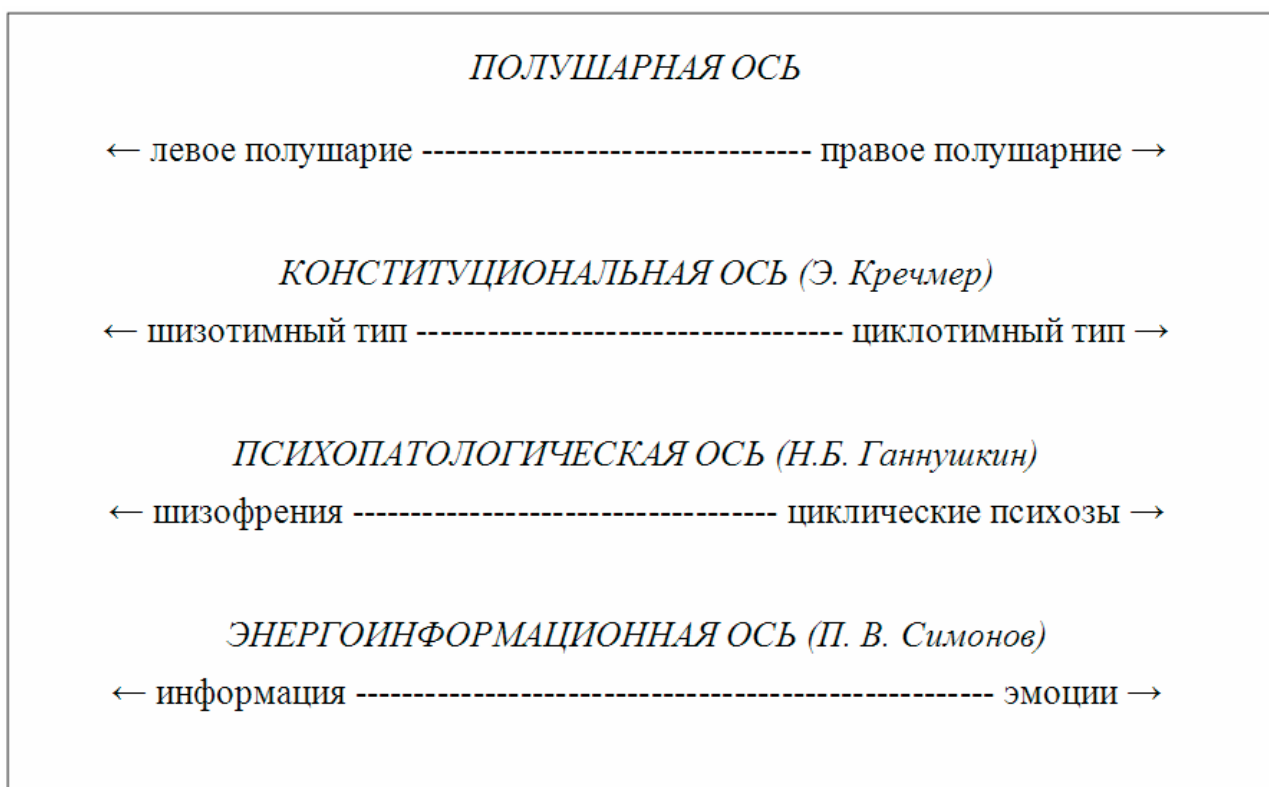 ПОЛУШАРНАЯ ОСЬ
← левое полушарие ---------------------------------- правое полушарние →
КОНСТИТУЦИОНАЛЬНАЯ ОСЬ (Э. Кречмер)
← шизотимный тип ------------------------------------- циклотимный тип →
ПСИХОПАТОЛОГИЧЕСКАЯ ОСЬ (Н.Б. Ганнушкин)
← шизофрения ------------------------------------- циклические психозы →
ЭНЕРГОИНФОРМАЦИОННАЯ ОСЬ (П. В. Симонов)
← информация -------------------------------------------------------- эмоции →